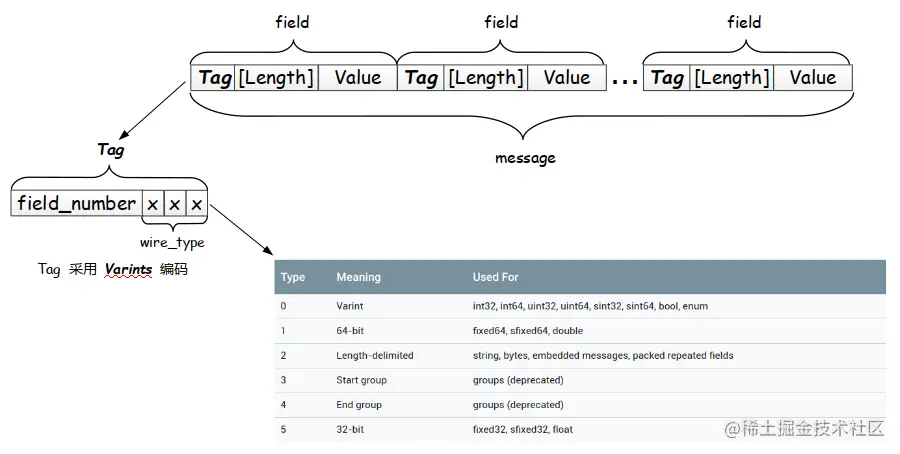 field field field
Tag [Length] Value Tag [Length] Value ... Tag [Length] Value
message
Tag
field_number x x x
wire_type
Tag 采用 Varints 编码
Type Meaning Used For
0 Varint int32, int64, uint32, uint64, sint32, sint64, bool, enum
1 64-bit fixed64, sfixed64, double
2 Length-delimited string, bytes, embedded messages, packed repeated fields
3 Start group groups (deprecated)
4 End group groups (deprecated)
5 32-bit fixed32, sfixed32, float
@稀土掘金技术社区